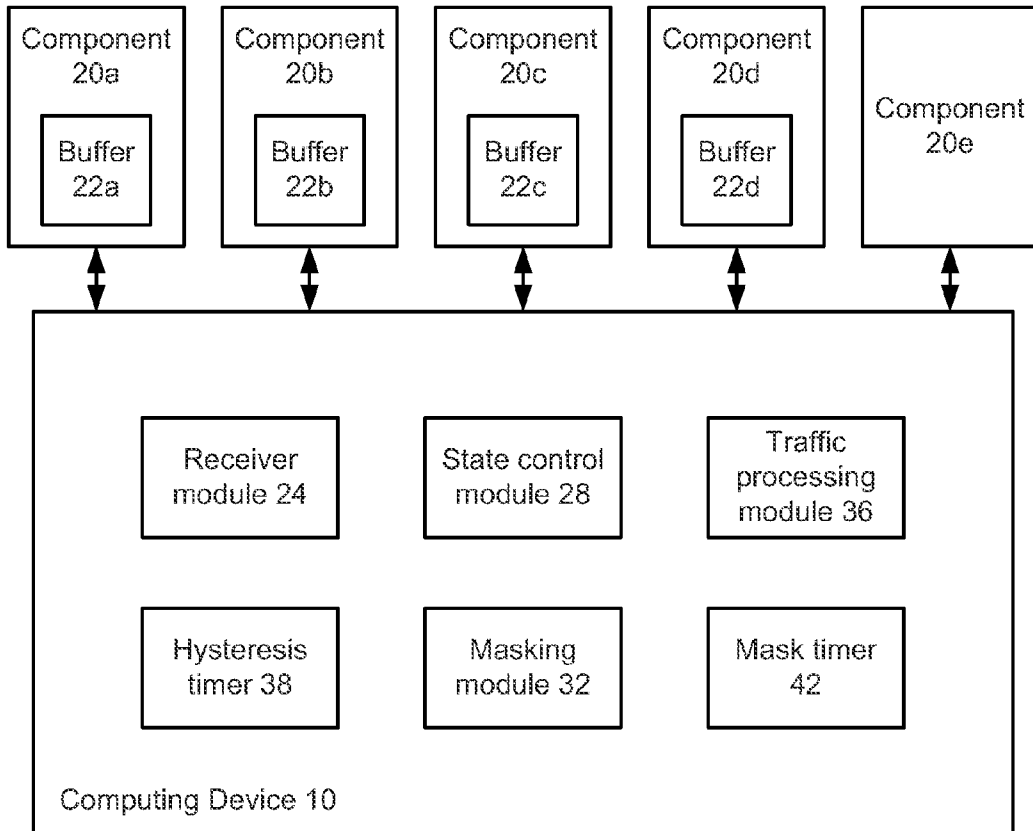 Component
20a
Buffer
22a
Component
20b
Buffer
22b
Component
20c
Buffer
22c
Component
20d
Buffer
22d
Component
20e
Receiver
module 24
State control
module 28
Traffic
processing
module 36
Hysteresis
timer 38
Masking
module 32
Mask timer
42
Computing Device 10